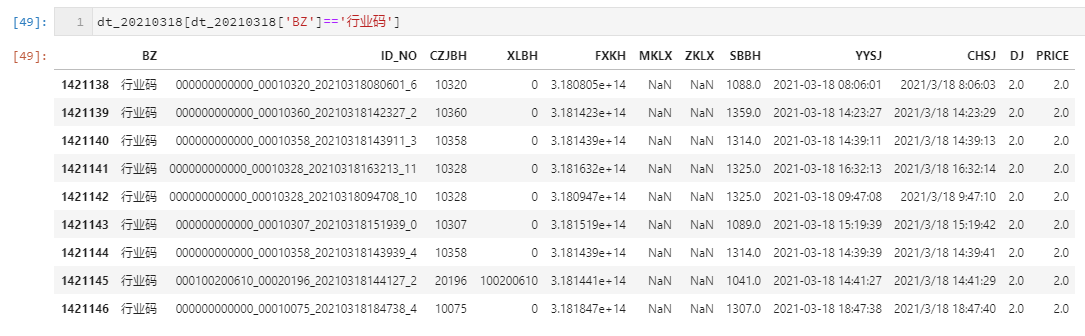 [49]: 1 dt_20210318[dt_20210318['BZ']=='行业码']
[49]: BZ ID_NO CZJBH XLBH FXKH MKLX ZKLX SBBH YYSJ CHSJ DJ PRICE
1421138 行业码 000000000000_00010320_20210318080601_6 10320 0 3.180805e+14 NaN NaN 1088.0 2021-03-18 08:06:01 2021/3/18 8:06:03 2.0 2.0
1421139 行业码 000000000000_00010360_20210318142327_2 10360 0 3.181423e+14 NaN NaN 1359.0 2021-03-18 14:23:27 2021/3/18 14:23:29 2.0 2.0
1421140 行业码 000000000000_00010358_20210318143911_3 10358 0 3.181439e+14 NaN NaN 1314.0 2021-03-18 14:39:11 2021/3/18 14:39:13 2.0 2.0
1421141 行业码 000000000000_00010328_20210318163213_11 10328 0 3.181632e+14 NaN NaN 1325.0 2021-03-18 16:32:13 2021/3/18 16:32:14 2.0 2.0
1421142 行业码 000000000000_00010328_20210318094708_10 10328 0 3.180947e+14 NaN NaN 1325.0 2021-03-18 09:47:08 2021/3/18 9:47:10 2.0 2.0
1421143 行业码 000000000000_00010307_20210318151939_0 10307 0 3.181519e+14 NaN NaN 1089.0 2021-03-18 15:19:39 2021/3/18 15:19:42 2.0 2.0
1421144 行业码 000000000000_00010358_20210318143939_4 10358 0 3.181439e+14 NaN NaN 1314.0 2021-03-18 14:39:39 2021/3/18 14:39:41 2.0 2.0
1421145 行业码 000100200610_00020196_20210318144127_2 20196 100200610 3.181441e+14 NaN NaN 1041.0 2021-03-18 14:41:27 2021/3/18 14:41:29 2.0 2.0
1421146 行业码 000000000000_00010075_20210318184738_4 10075 0 3.181847e+14 NaN NaN 1307.0 2021-03-18 18:47:38 2021/3/18 18:47:40 2.0 2.0